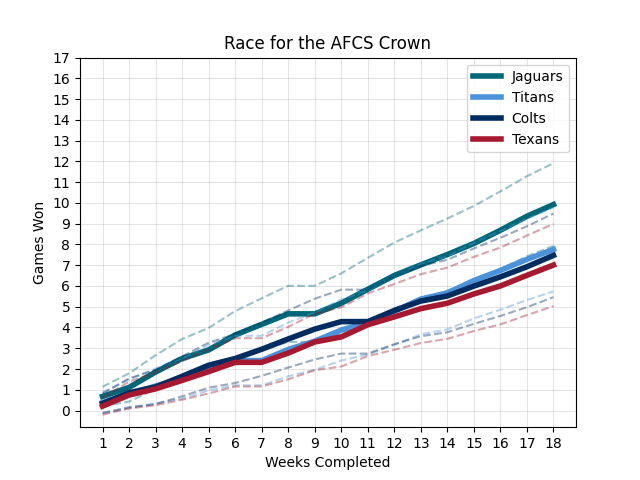 Race for the AFCS Crown
Games Won
17
16
15
14
13
12
11
10
9
8
7
6
5
4
3
2
1
0
Jaguars
Titans
Colts
Texans
1 2 3 4 5 6 7 8 9 10 11 12 13 14 15 16 17 18
Weeks Completed